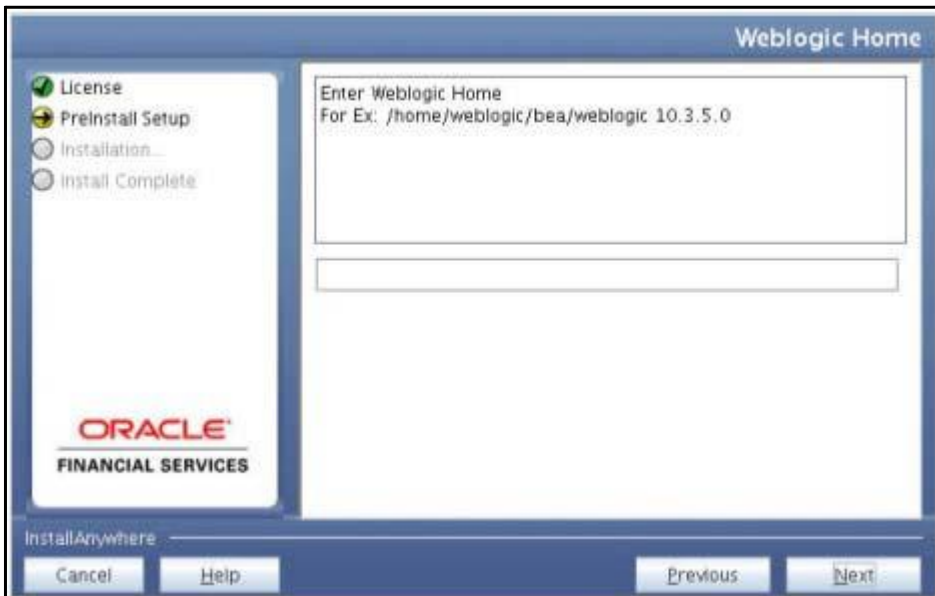 Weblogic Home
License
PreInstall Setup
Installation...
Install Complete
Enter Weblogic Home
For Ex: /home/weblogic/bea/weblogic 10.3.5.0
ORACLE
FINANCIAL SERVICES
InstallAnywhere
Cancel
Help
Previous
Next